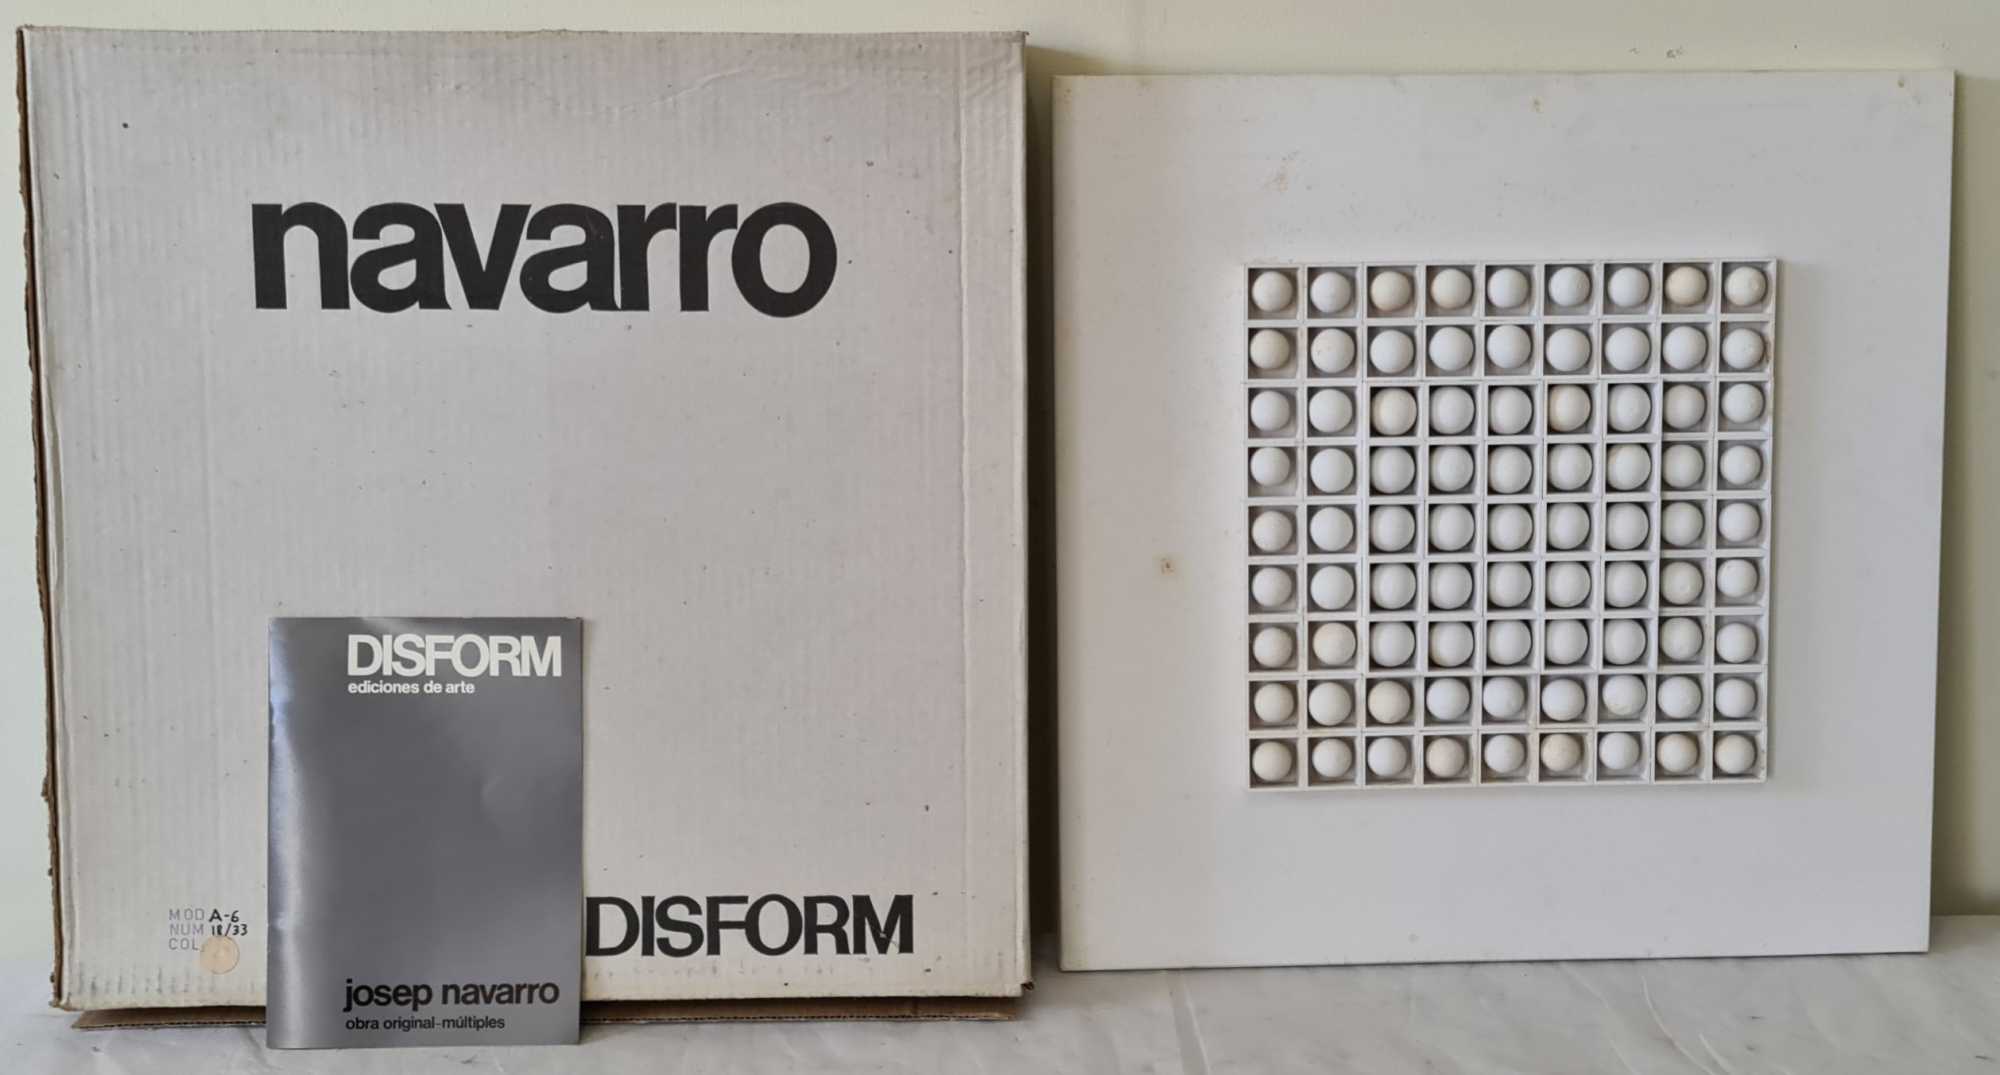 navarro
DISFORM
MOD A-6
NUM 18/33
COL
DISFORM
ediciones de arte
josep navarro
obra original-múltiples